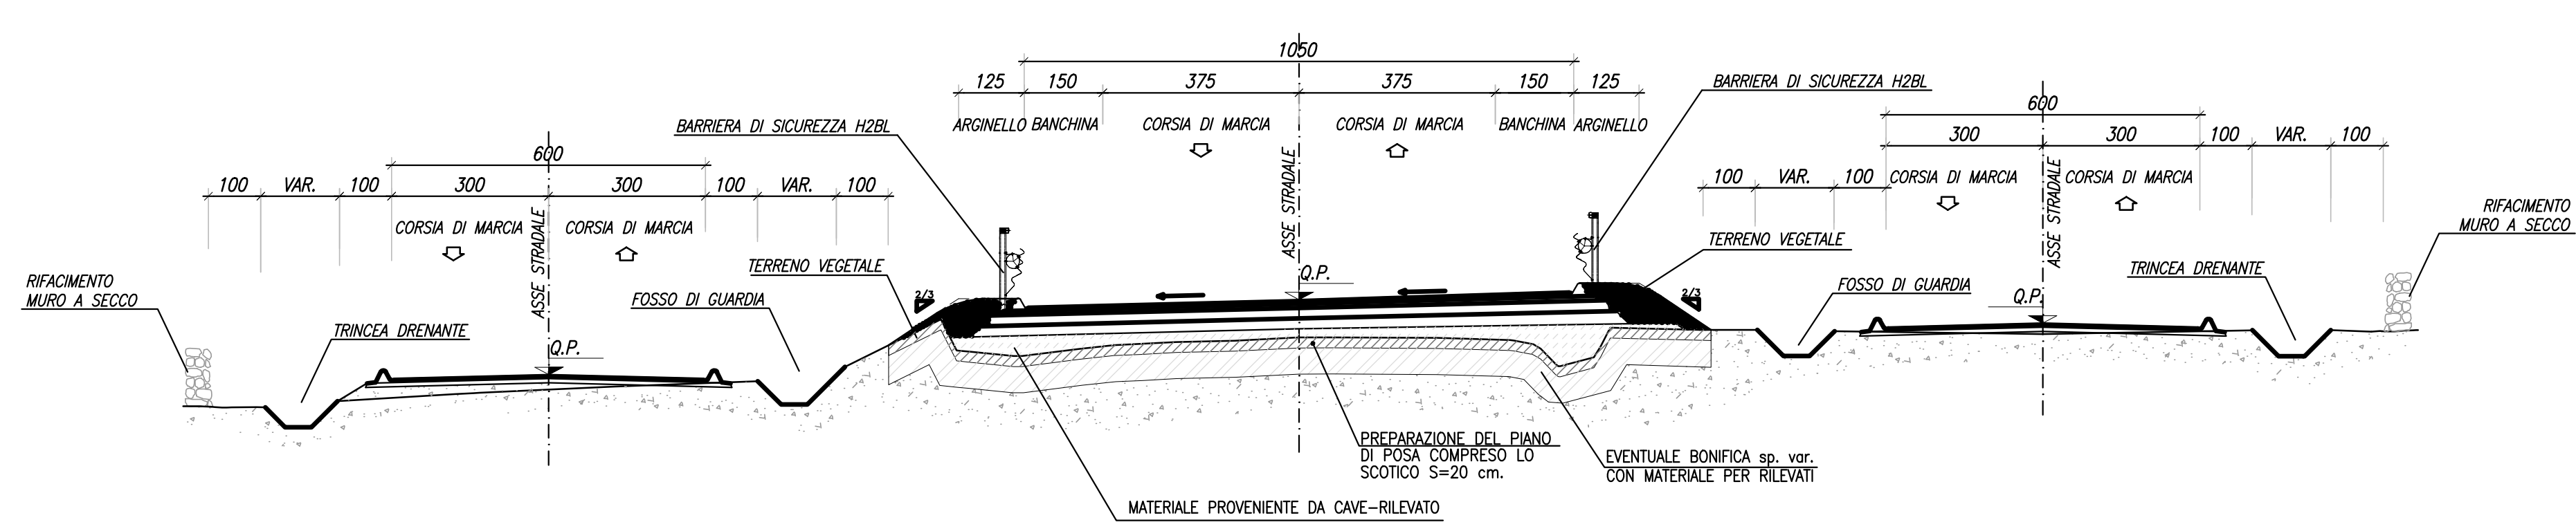 1050
125 150 375 375 150 125
ARGINELLO BANCHINA CORSIA DI MARCIA CORSIA DI MARCIA BANCHINA ARGINELLO
BARRIERA DI SICUREZZA H2BL
BARRIERA DI SICUREZZA H2BL
ASSE STRADALE
Q.P.
2/3
2/3
600
100 VAR. 100 300 300 100 VAR. 100
CORSIA DI MARCIA CORSIA DI MARCIA
ASSE STRADALE
Q.P.
RIFACIMENTO
MURO A SECCO
TRINCEA DRENANTE
FOSSO DI GUARDIA
TERRENO VEGETALE
600
300 300 100 VAR. 100
100 VAR. 100
CORSIA DI MARCIA CORSIA DI MARCIA
ASSE STRADALE
Q.P.
TERRENO VEGETALE
FOSSO DI GUARDIA
TRINCEA DRENANTE
RIFACIMENTO
MURO A SECCO
PREPARAZIONE DEL PIANO
DI POSA COMPRESO LO
SCOTICO S=20 cm.
EVENTUALE BONIFICA sp. var.
CON MATERIALE PER RILEVATI
MATERIALE PROVENIENTE DA CAVE-RILEVATO